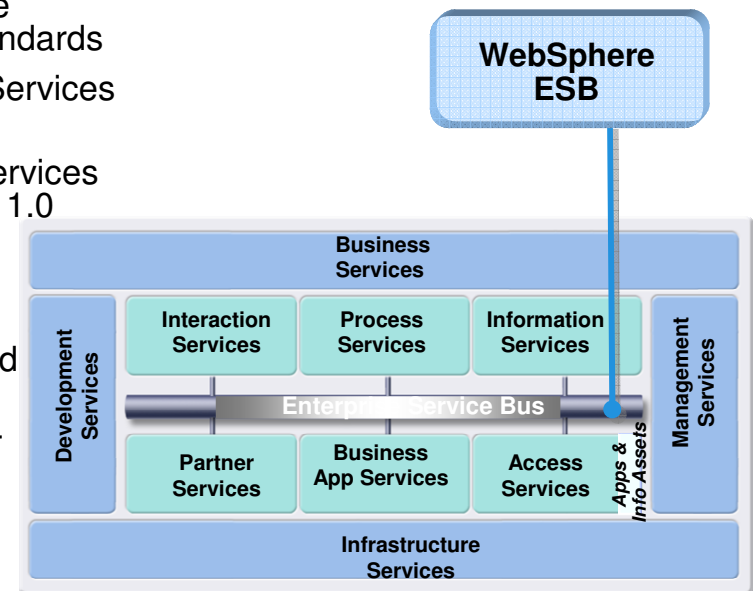 e
ndards
Services
ervices
1.0
d
WebSphere
ESB
Business
Services
Development
Services
Interaction
Services
Process
Services
Information
Services
Management
Services
Enterprise Service Bus
Partner
Services
Business
App Services
Access
Services
Apps &
Info Assets
Infrastructure
Services